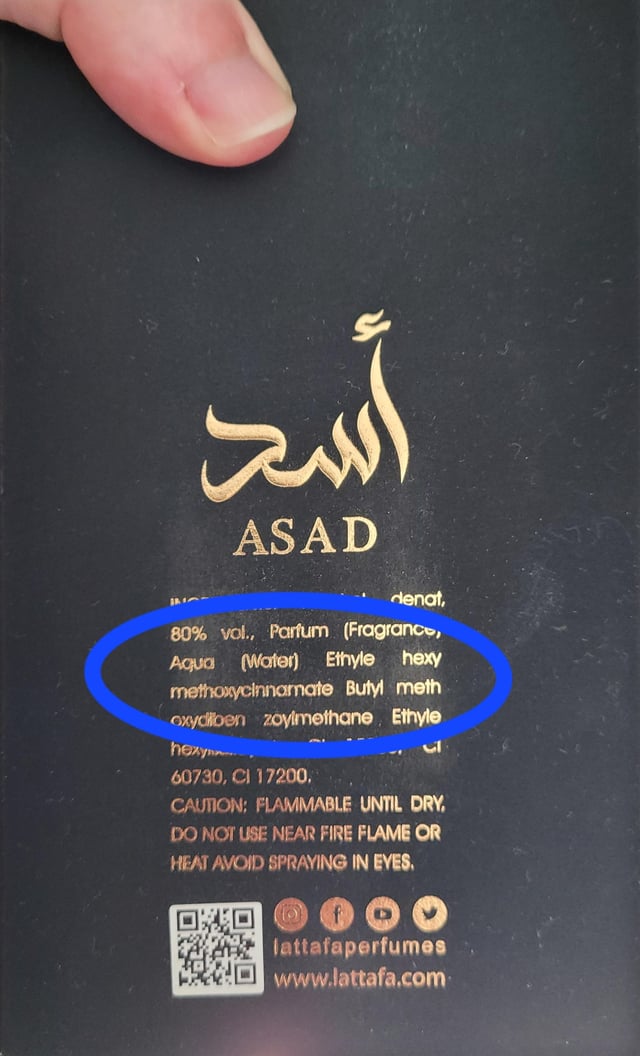 أسد
ASAD
denat,
80% vol., Parfum (Fragrance)
Aqua (Water) Ethyle hexy
methoxycinnamate Butyl meth
oxydiben zoylmethane Ethyle
CI
60730, CI 17200.
CAUTION: FLAMMABLE UNTIL DRY,
DO NOT USE NEAR FIRE FLAME OR
HEAT AVOID SPRAYING IN EYES.
lattafaperfumes
www.lattafa.com